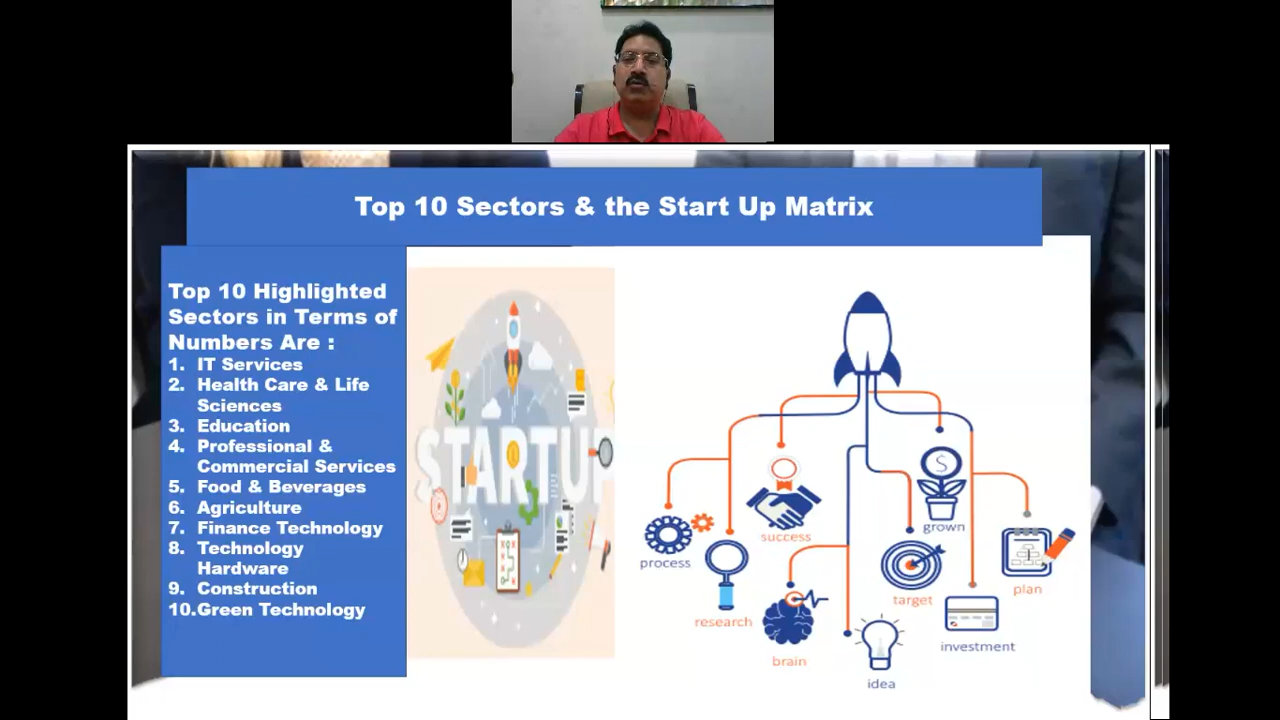 Top 10 Sectors & the Start Up Matrix
Top 10 Highlighted
Sectors in Terms of
Numbers Are :
1. IT Services
2. Health Care & Life
Sciences
3. Education
4. Professional &
Commercial Services
5. Food & Beverages
6. Agriculture
7. Finance Technology
8. Technology
Hardware
9. Construction
10.Green Technology
STARTUP
success
grown
process
plan
target
research
investment
brain
idea